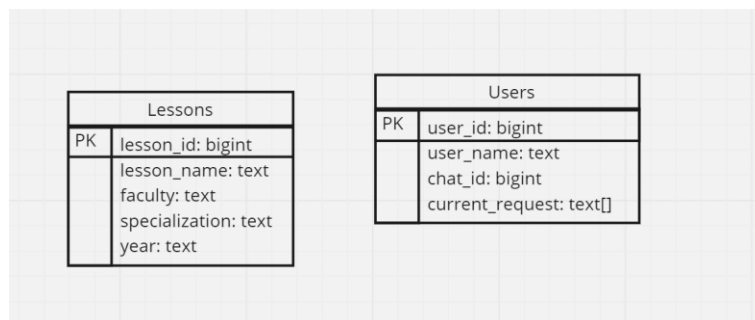 Lessons
PK
lesson_id: bigint
lesson_name: text
faculty: text
specialization: text
year: text
Users
PK
user_id: bigint
user_name: text
chat_id: bigint
current_request: text[]